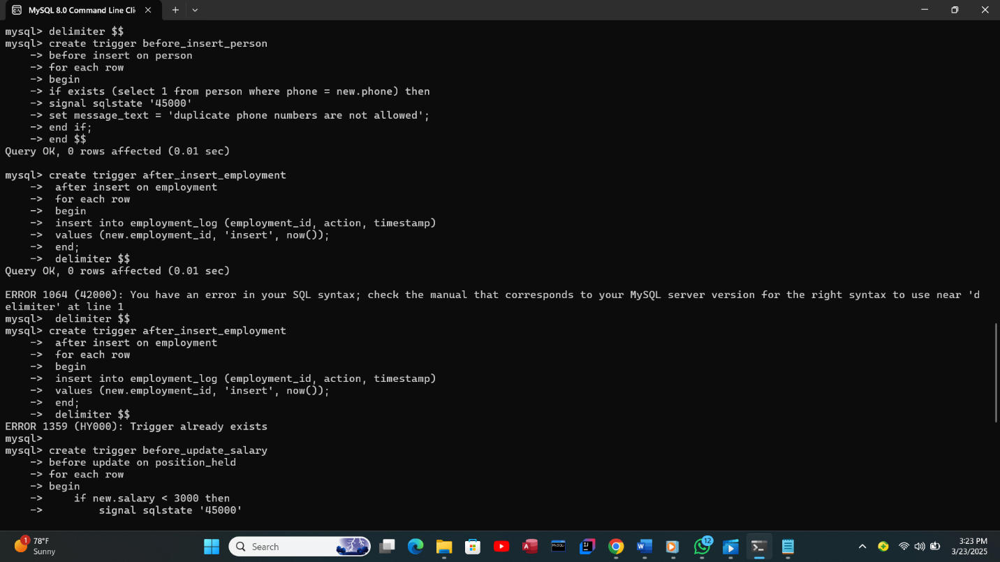 MySQL 8.0 Command Line Cli
mysql> delimiter $$
mysql> create trigger before_insert_person
    -> before insert on person
    -> for each row
    -> begin
    -> if exists (select 1 from person where phone = new.phone) then
    -> signal sqlstate '45000'
    -> set message_text = 'duplicate phone numbers are not allowed';
    -> end if;
    -> end $$
Query OK, 0 rows affected (0.01 sec)
mysql> create trigger after_insert_employment
    ->  after insert on employment
    ->  for each row
    ->  begin
    ->  insert into employment_log (employment_id, action, timestamp)
    ->  values (new.employment_id, 'insert', now());
    ->  end;
    ->  delimiter $$
Query OK, 0 rows affected (0.01 sec)
ERROR 1064 (42000): You have an error in your SQL syntax; check the manual that corresponds to your MySQL server version for the right syntax to use near 'd
elimiter' at line 1
mysql>  delimiter $$
mysql> create trigger after_insert_employment
    ->  after insert on employment
    ->  for each row
    ->  begin
    ->  insert into employment_log (employment_id, action, timestamp)
    ->  values (new.employment_id, 'insert', now());
    ->  end;
    ->  delimiter $$
ERROR 1359 (HY000): Trigger already exists
mysql>
mysql> create trigger before_update_salary
    -> before update on position_held
    -> for each row
    -> begin
    ->     if new.salary < 3000 then
    ->         signal sqlstate '45000'
1
78°F
Sunny
Search
12
3:23 PM
3/23/2025